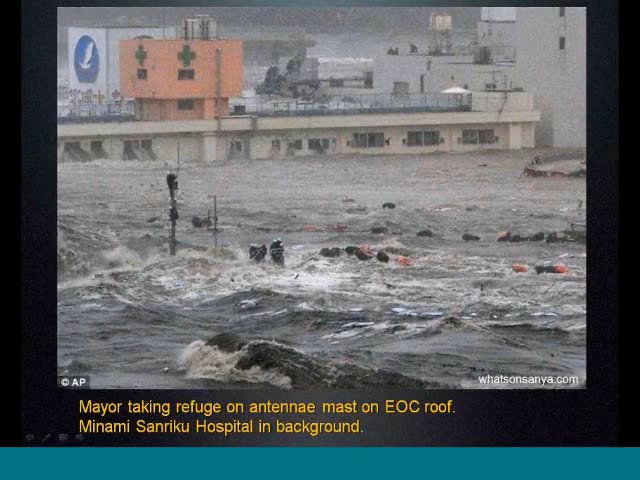 © AP
whatsonsanya.com
Mayor taking refuge on antennae mast on EOC roof.
Minami Sanriku Hospital in background.